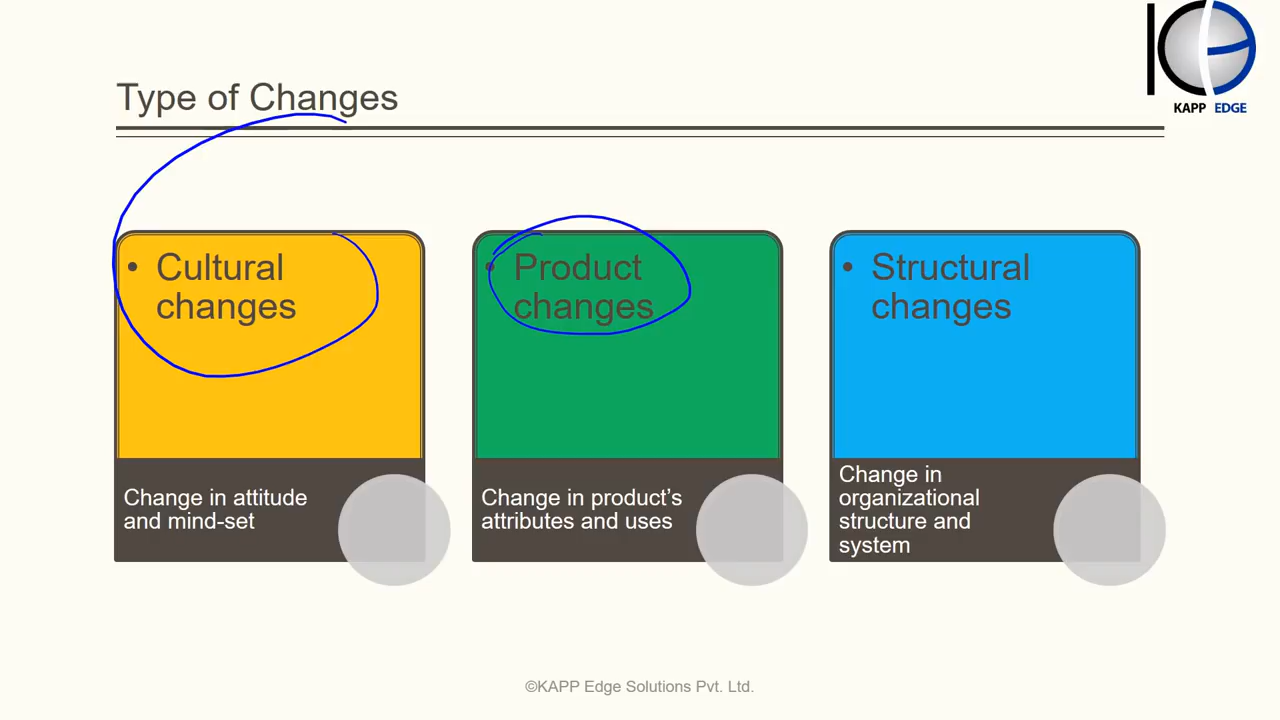 KAPP EDGE
Type of Changes
• Cultural
changes
Change in attitude
and mind-set
• Product
changes
Change in product’s
attributes and uses
• Structural
changes
Change in
organizational
structure and
system
©KAPP Edge Solutions Pvt. Ltd.